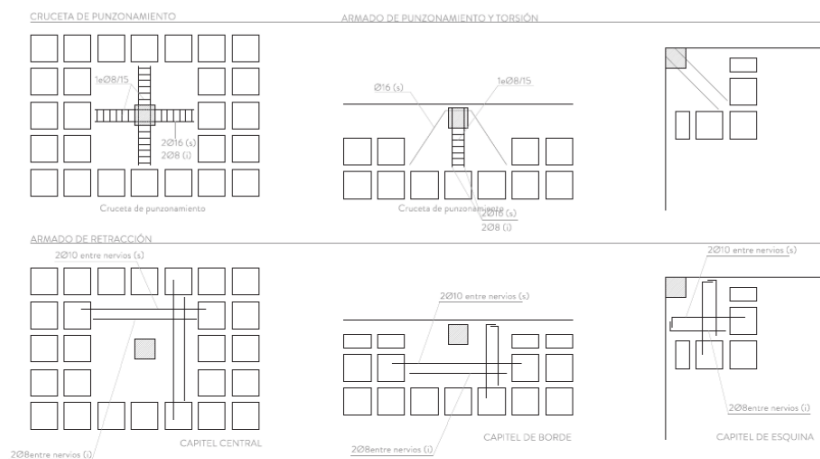 CRUCETA DE PUNZONAMIENTO
ARMADO DE PUNZONAMIENTO Y TORSIÓN
1eØ8/15
2Ø16 (s)
2Ø8 (i)
Cruceta de punzonamiento
Ø16 (s)
1eØ8/15
Cruceta de punzonamiento
2Ø16 (s)
2Ø8 (i)
ARMADO DE RETRACCIÓN
2Ø10 entre nervios (s)
2Ø8entre nervios (i)
CAPITEL CENTRAL
2Ø10 entre nervios (s)
2Ø8entre nervios (i)
CAPITEL DE BORDE
2Ø10 entre nervios (s)
2Ø8entre nervios (i)
CAPITEL DE ESQUINA